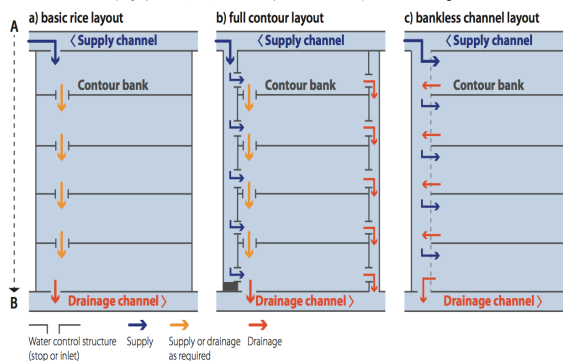 a) basic rice layout
b) full contour layout
c) bankless channel layout
A
< Supply channel
< Supply channel
< Supply channel
Contour bank
Contour bank
Contour bank
B
Drainage channel >
Drainage channel >
Drainage channel >
Water control structure
(stop or inlet)
Supply
Supply or drainage
as required
Drainage